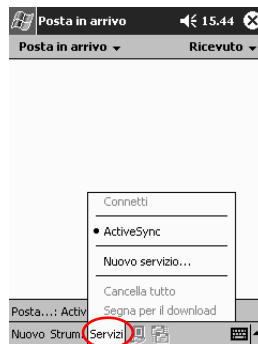 Posta in arrivo 15.44
Posta in arrivo Ricevuto
Connetti
ActiveSync
Nuovo servizio...
Cancella tutto
Posta...: Activ Segna per il download
Nuovo Strum Servizi